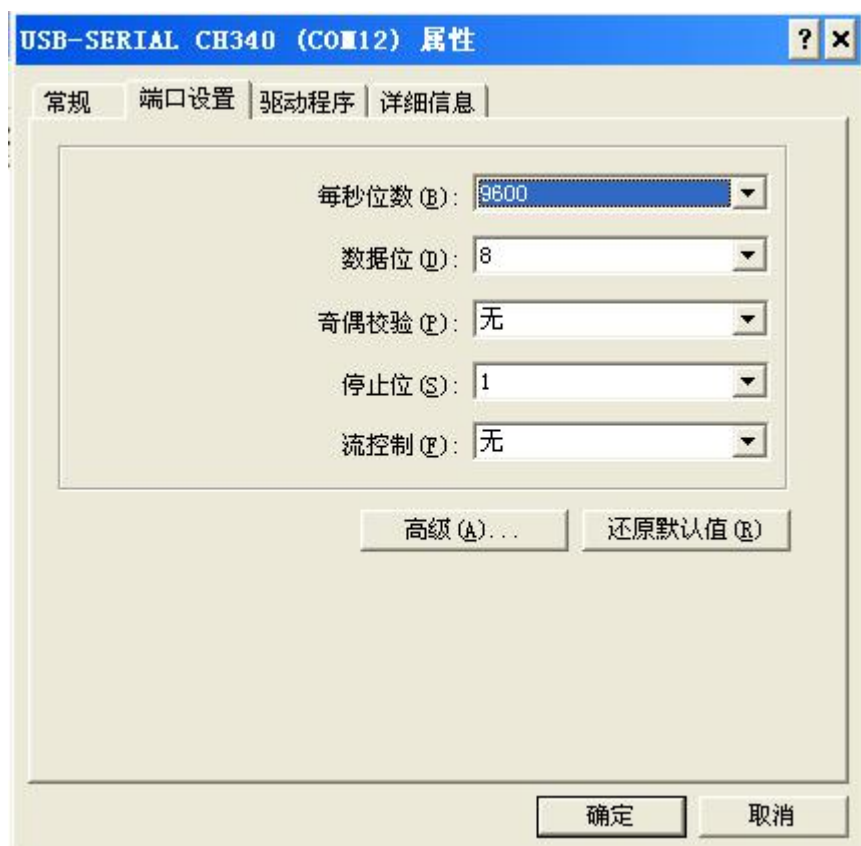 USB-SERIAL CH340 (COM12) 属性
常规 端口设置 驱动程序 详细信息
每秒位数(B): 9600
数据位(D): 8
奇偶校验(P): 无
停止位(S): 1
流控制(F): 无
高级(A)... 还原默认值(R)
确定 取消